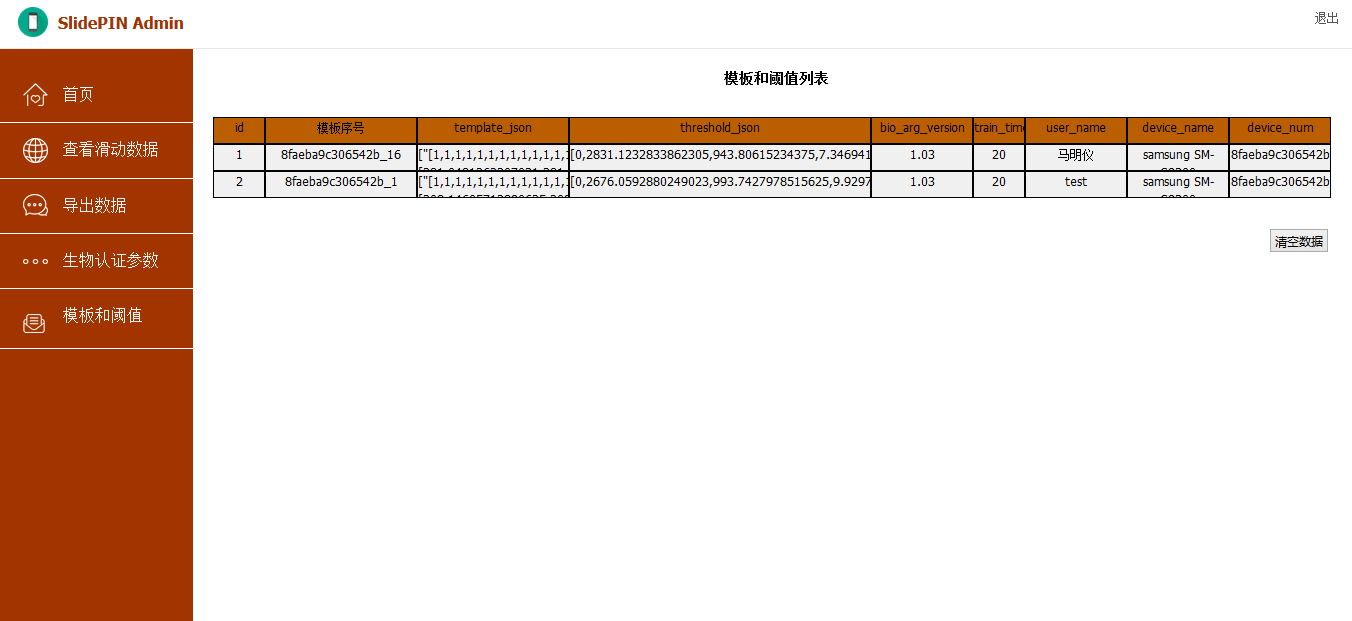 SlidePIN Admin
退出
首页
查看滑动数据
导出数据
生物认证参数
模板和阈值
模板和阈值列表
id 模板序号 template_json threshold_json bio_arg_version train_time user_name device_name device_num
1 8faeba9c306542b_16 ["[1,1,1,1,1,1,1,1,1,1,1,1, [0,2831.1232833862305,943.80615234375,7.346941 1.03 20 马明仪 samsung SM- 8faeba9c306542b
2 8faeba9c306542b_1 ["[1,1,1,1,1,1,1,1,1,1,1,1, [0,2676.0592880249023,993.7427978515625,9.9297 1.03 20 test samsung SM- 8faeba9c306542b
清空数据